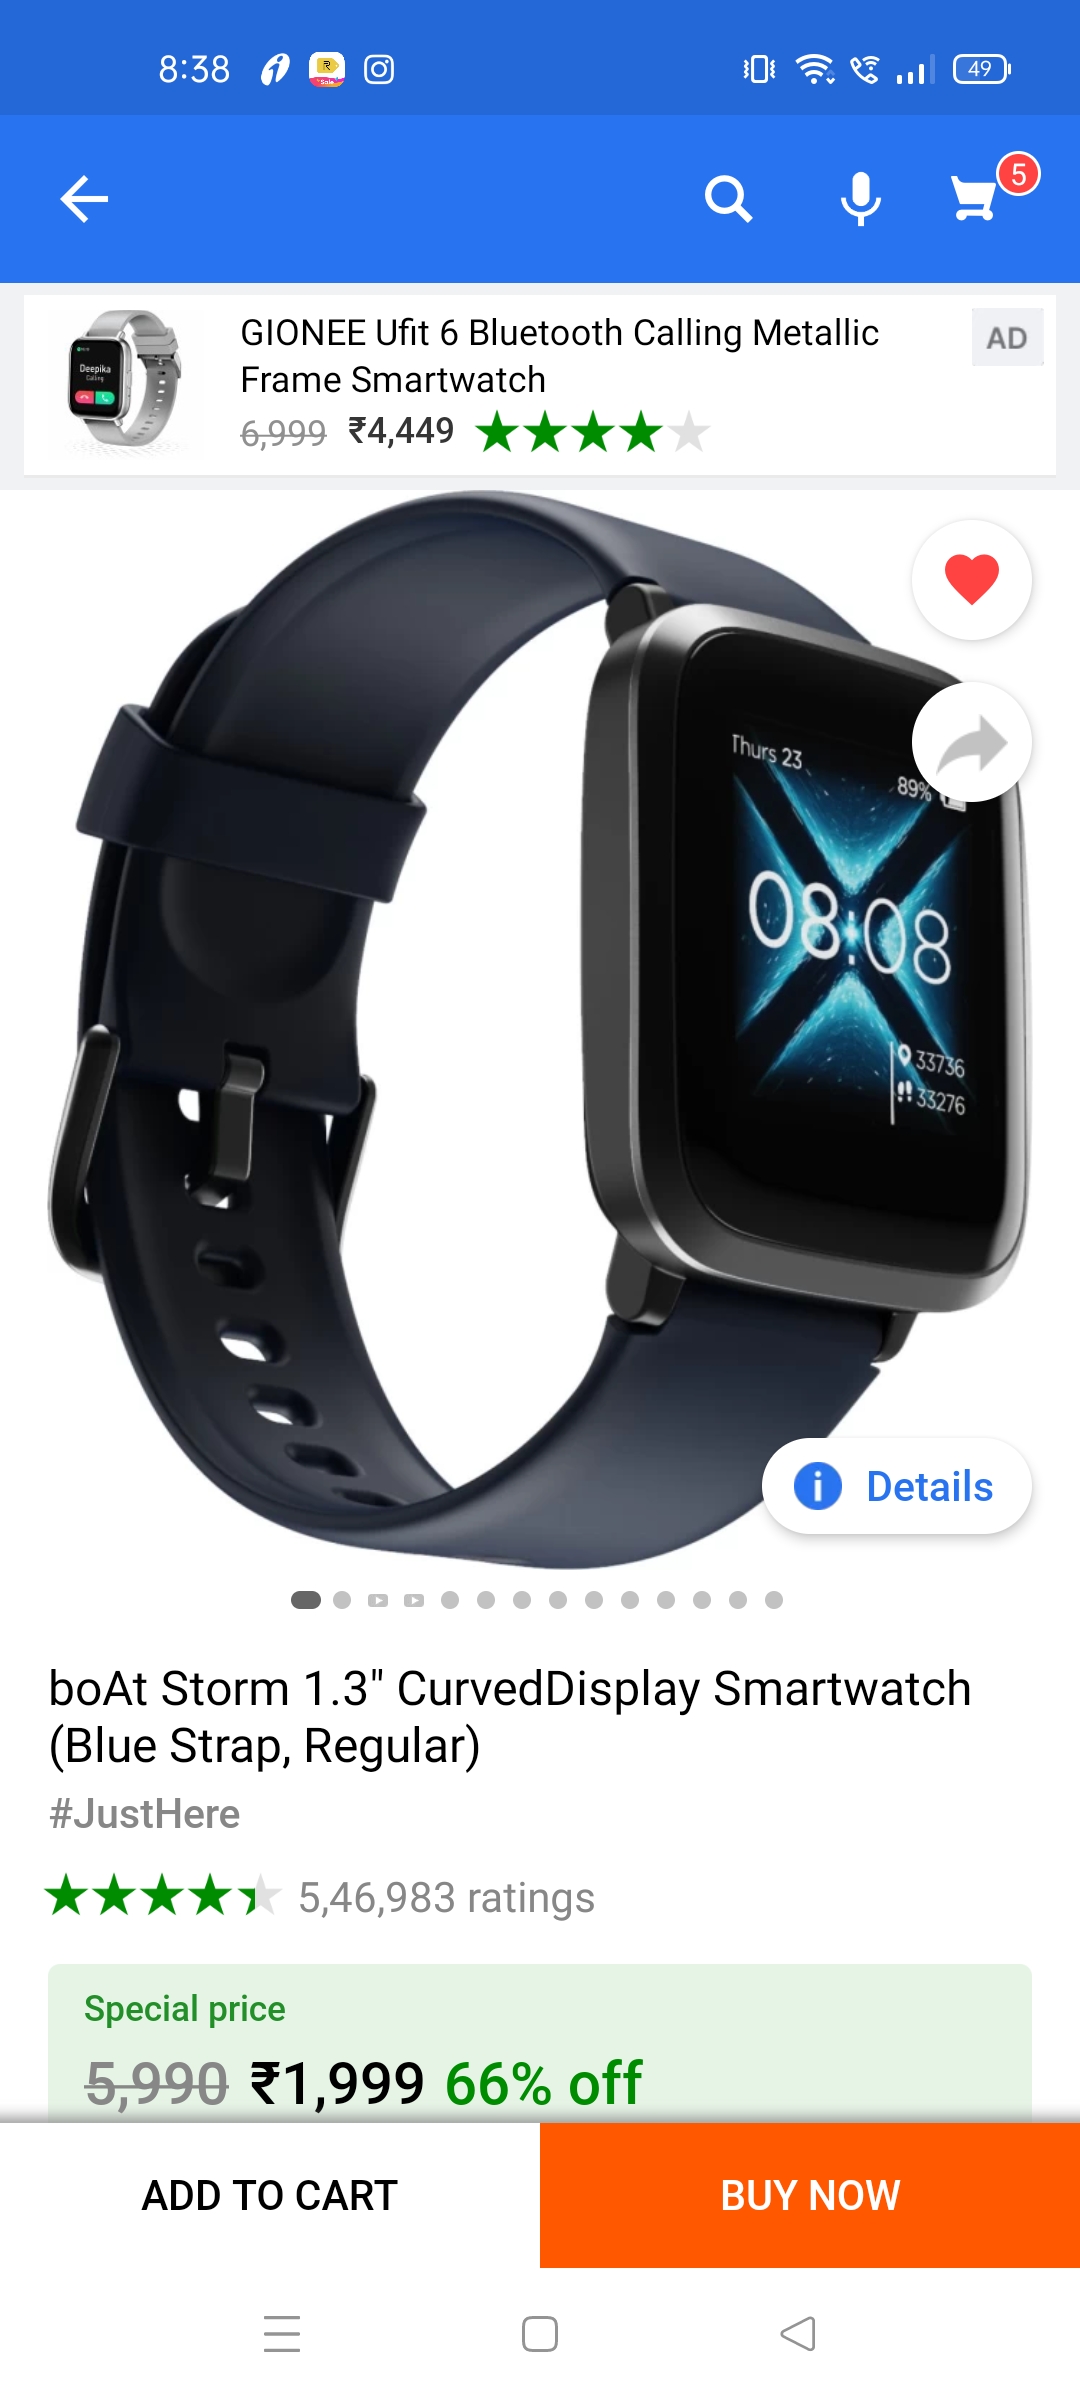 8:38
49
5
GIONEE Ufit 6 Bluetooth Calling Metallic
Frame Smartwatch
AD
6,999 ₹4,449
Deepika
Calling
Thurs 23
89%
08:08
33736
33276
Details
boAt Storm 1.3" CurvedDisplay Smartwatch
(Blue Strap, Regular)
#JustHere
5,46,983 ratings
Special price
5,990 ₹1,999 66% off
ADD TO CART
BUY NOW